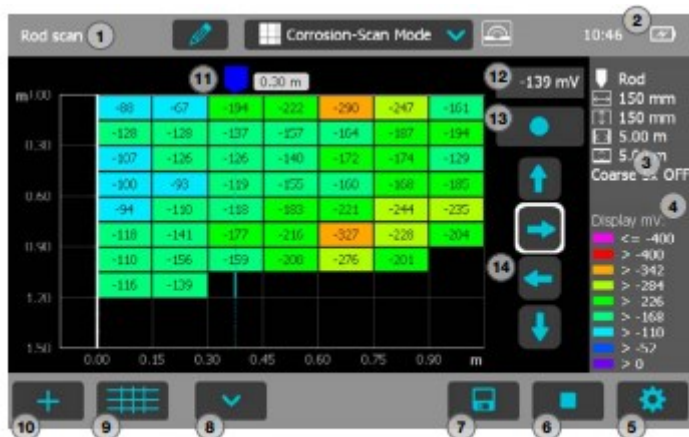 Rod scan 1
Corrosion-Scan Mode
10:46 2
11 0.30 m
12 -139 mV
13
Rod
150 mm
150 mm
5.00 m
3
Coarse OFF
4
Display mV:
<= -400
> -400
> -342
> -284
> 226
> -168
> -110
> -52
> 0
m
-88 -67 -194 -222 -290 -247 -161
-128 -128 -137 -157 -164 -187 -194
0.30
-107 -126 -126 -140 -172 -174 -129
-100 -93 -119 -155 -160 -168 -185
0.60
-94 -110 -118 -183 -221 -244 -235
-118 -141 -177 -216 -327 -228 -204
0.90
-110 -156 -159 -208 -276 -201
-116 -139
1.20
1.50
0.00 0.15 0.30 0.45 0.60 0.75 0.90 m
14
10 9 8 7 6 5